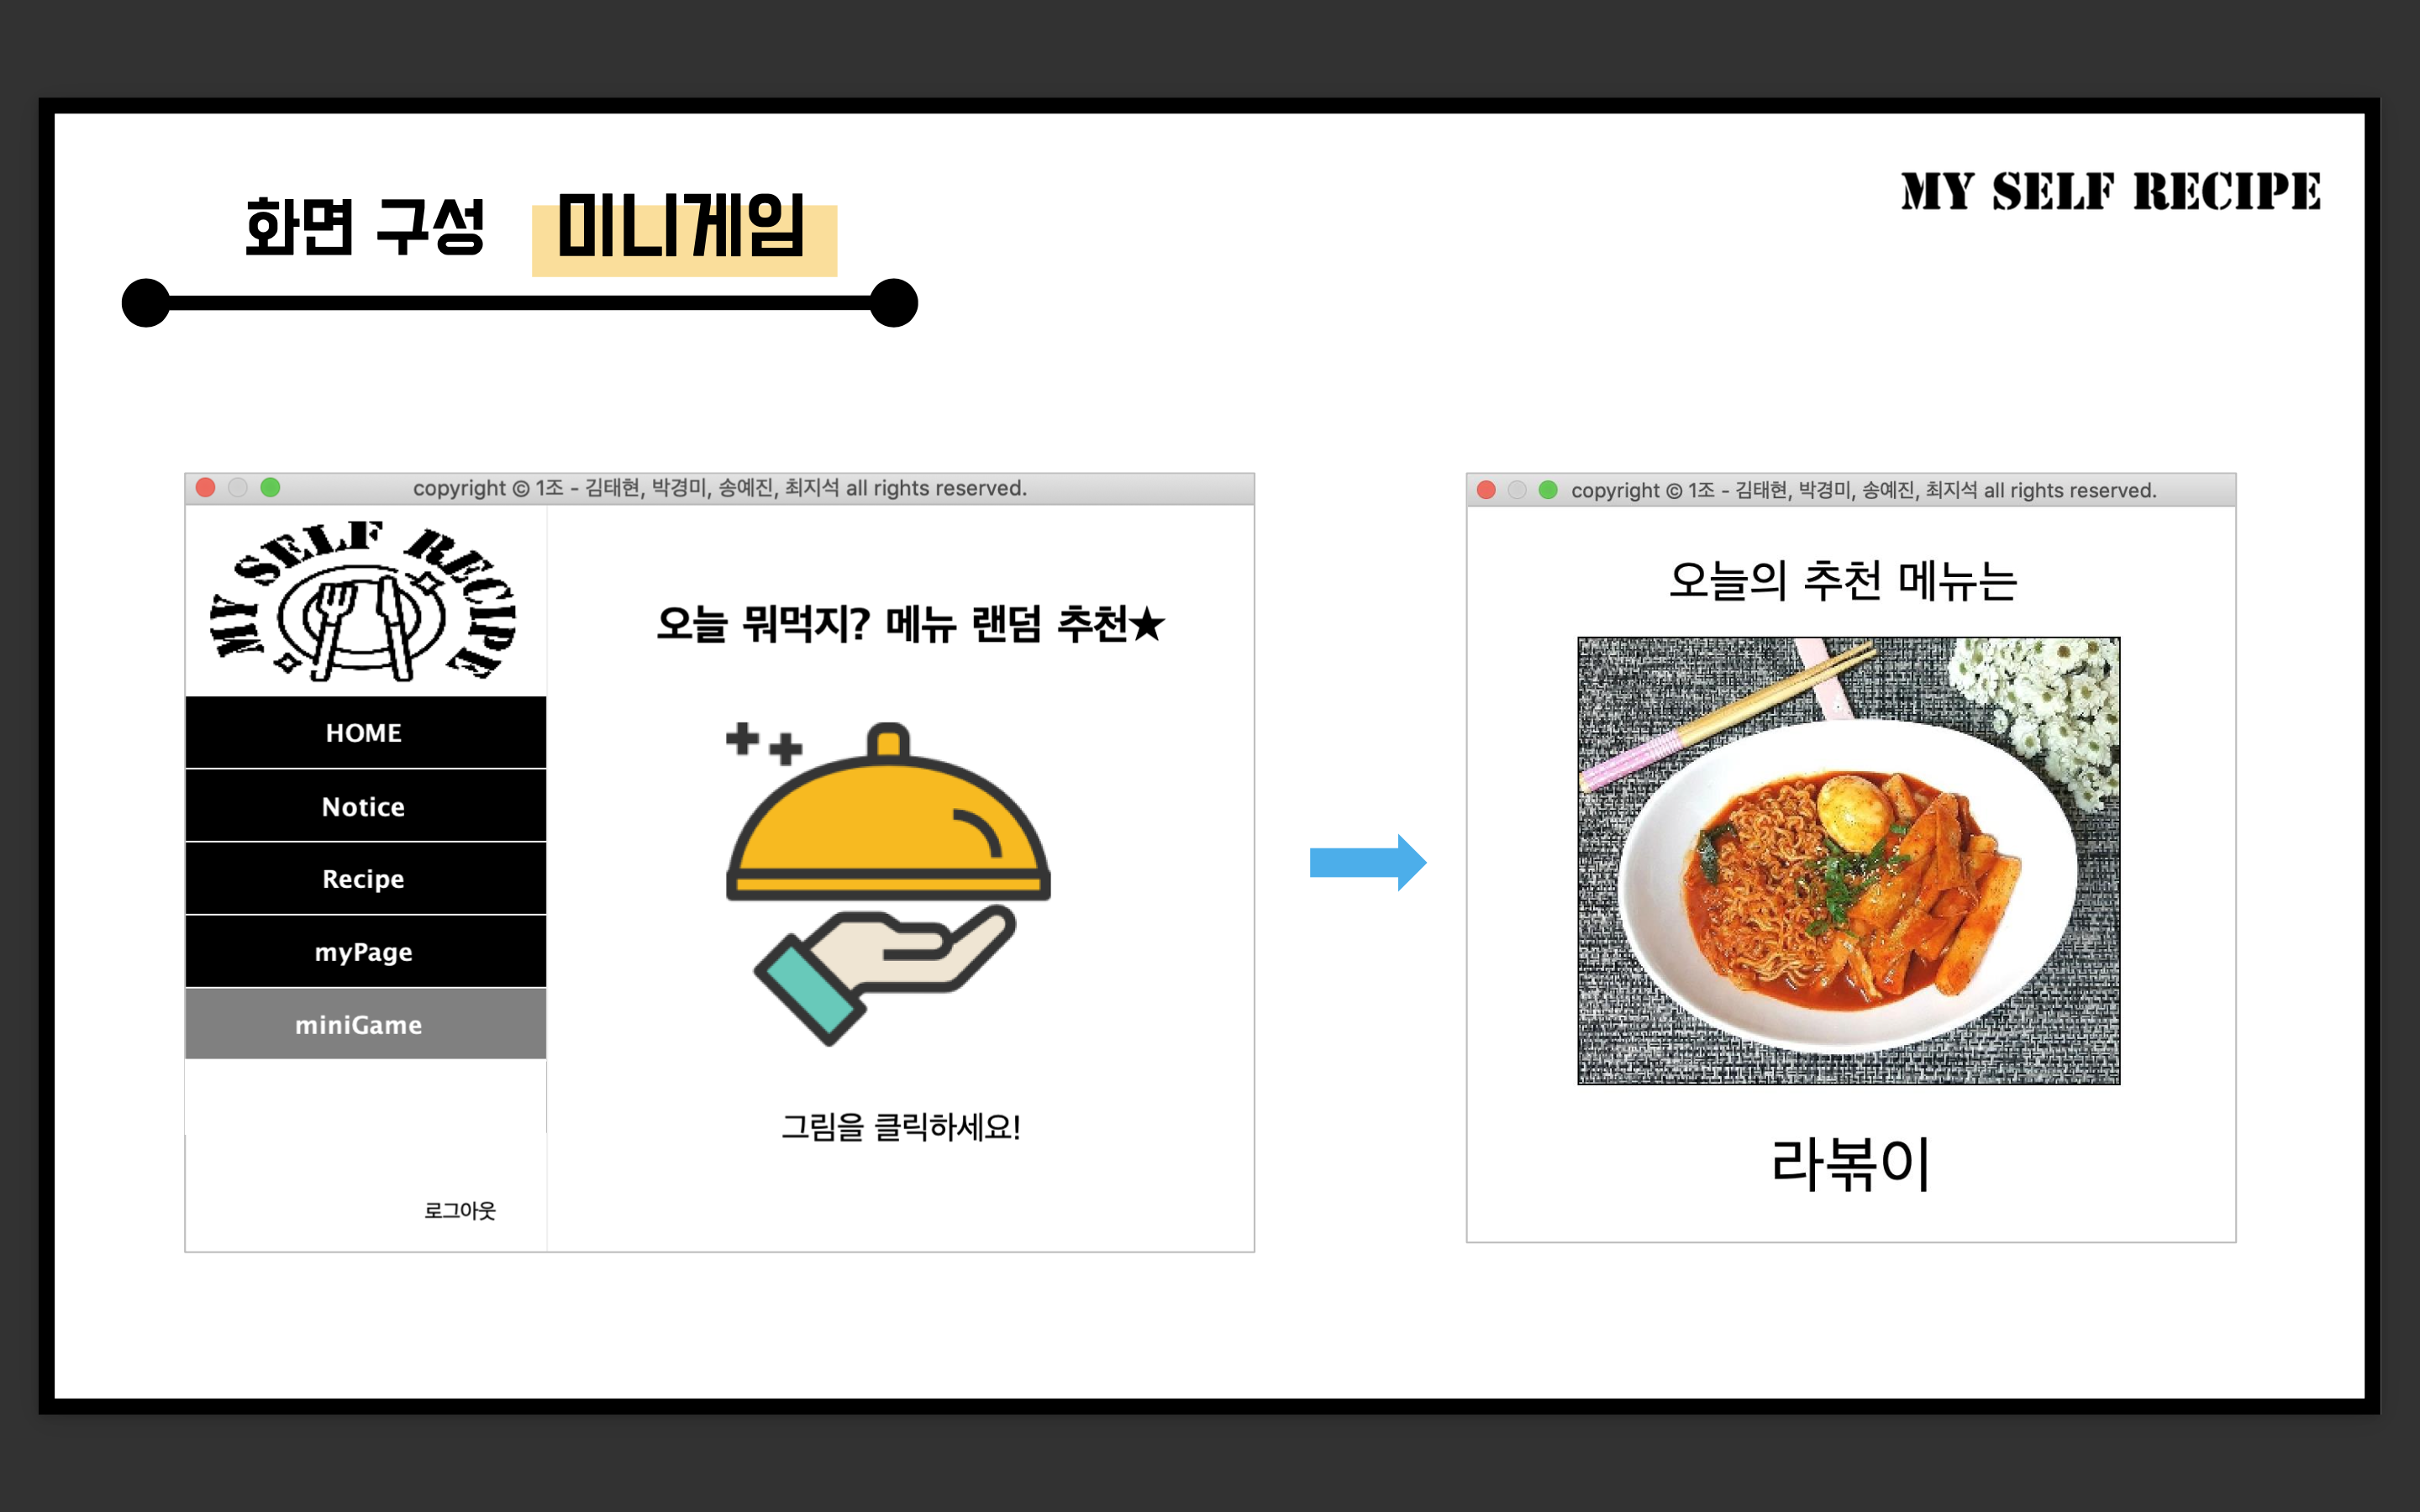 화면 구성 미니게임
MY SELF RECIPE
copyright © 1조 - 김태현, 박경미, 송예진, 최지석 all rights reserved.
MY SELF RECIPE
HOME
Notice
Recipe
myPage
miniGame
로그아웃
오늘 뭐먹지? 메뉴 랜덤 추천★
그림을 클릭하세요!
copyright © 1조 - 김태현, 박경미, 송예진, 최지석 all rights reserved.
오늘의 추천 메뉴는
라볶이